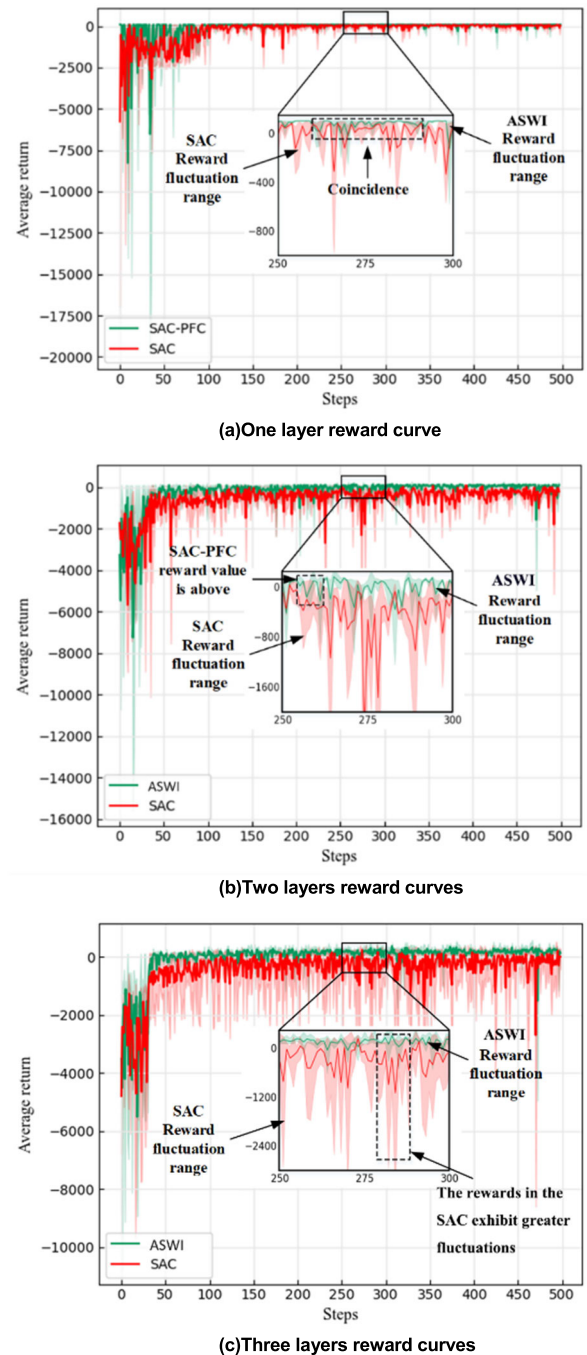 0
−2500
−5000
−7500
−10000
−12500
−15000
−17500
−20000
Average return
SAC
Reward
fluctuation
range
ASWI
Reward
fluctuation
range
Coincidence
0
−400
−800
250
275
300
SAC-PFC
SAC
0 50 100 150 200 250 300 350 400 450 500
Steps
(a)One layer reward curve
0
−2000
−4000
−6000
−8000
−10000
−12000
−14000
−16000
Average return
SAC-PFC
reward value
is above
SAC
Reward
fluctuation
range
ASWI
Reward
fluctuation
range
0
−800
−1600
250
275
300
ASWI
SAC
0 50 100 150 200 250 300 350 400 450 500
Steps
(b)Two layers reward curves
0
−2000
−4000
−6000
−8000
−10000
Average return
SAC
Reward
fluctuation
range
ASWI
Reward
fluctuation
range
0
−1200
−2400
250
275
300
The rewards in the
SAC exhibit greater
fluctuations
ASWI
SAC
0 50 100 150 200 250 300 350 400 450 500
Steps
(c)Three layers reward curves